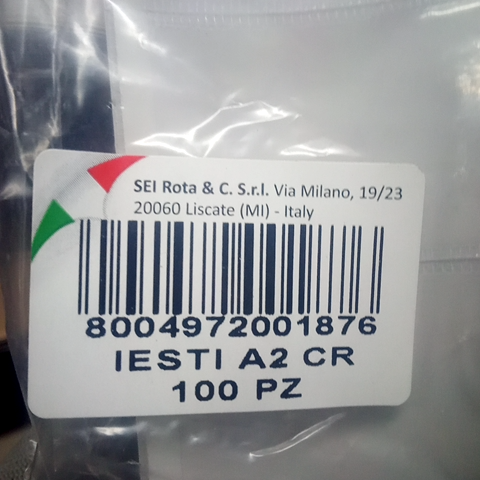 SEI Rota & C. S.r.l. Via Milano, 19/23
20060 Liscate (MI) - Italy
8004972001876
IESTI A2 CR
100 PZ